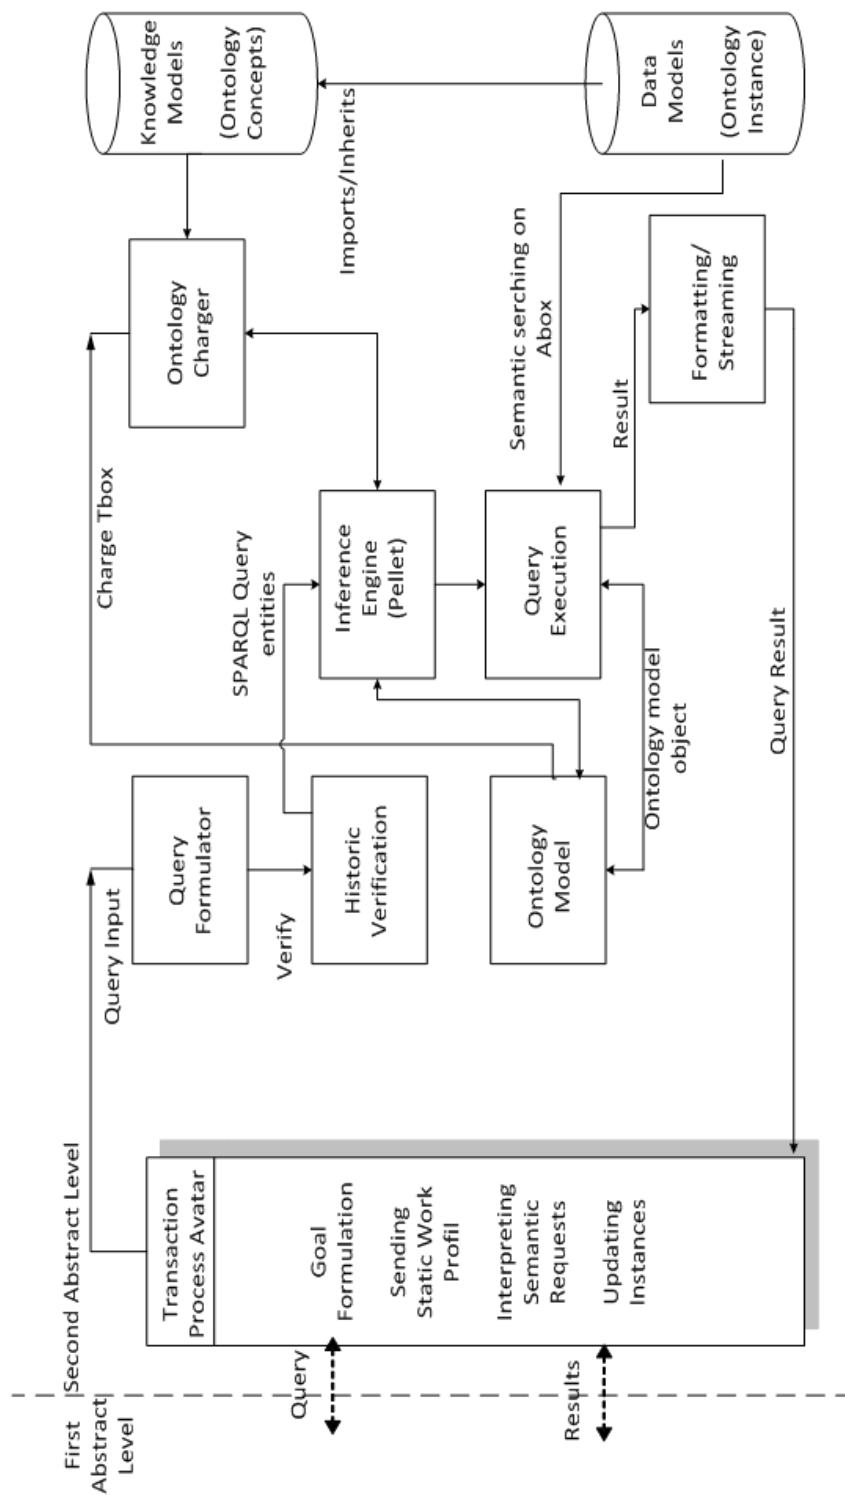 First
Abstract
Level
Second Abstract Level
Query
Results
Transaction
Process Avatar
Goal
Formulation
Sending
Static Work
Profil
Interpreting
Semantic
Requests
Updating
Instances
Query Input
Query
Formulator
Verify
Historic
Verification
Ontology
Model
Charge Tbox
SPARQL Query
entities
Inference
Engine
(Pellet)
Query
Execution
Ontology model
object
Ontology
Charger
Semantic serching on
Abox
Result
Formatting/
Streaming
Query Result
Imports/Inherits
Knowledge
Models
(Ontology
Concepts)
Data
Models
(Ontology
Instance)